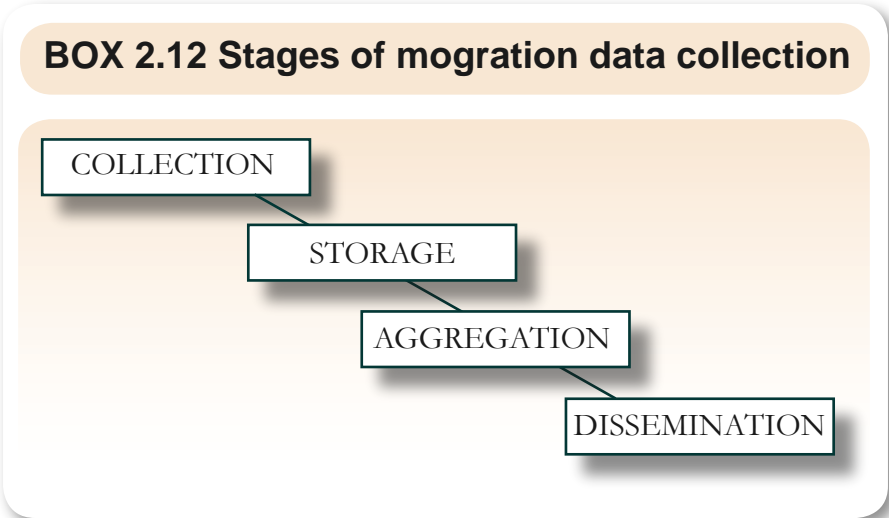 BOX 2.12 Stages of mogration data collection
COLLECTION
STORAGE
AGGREGATION
DISSEMINATION